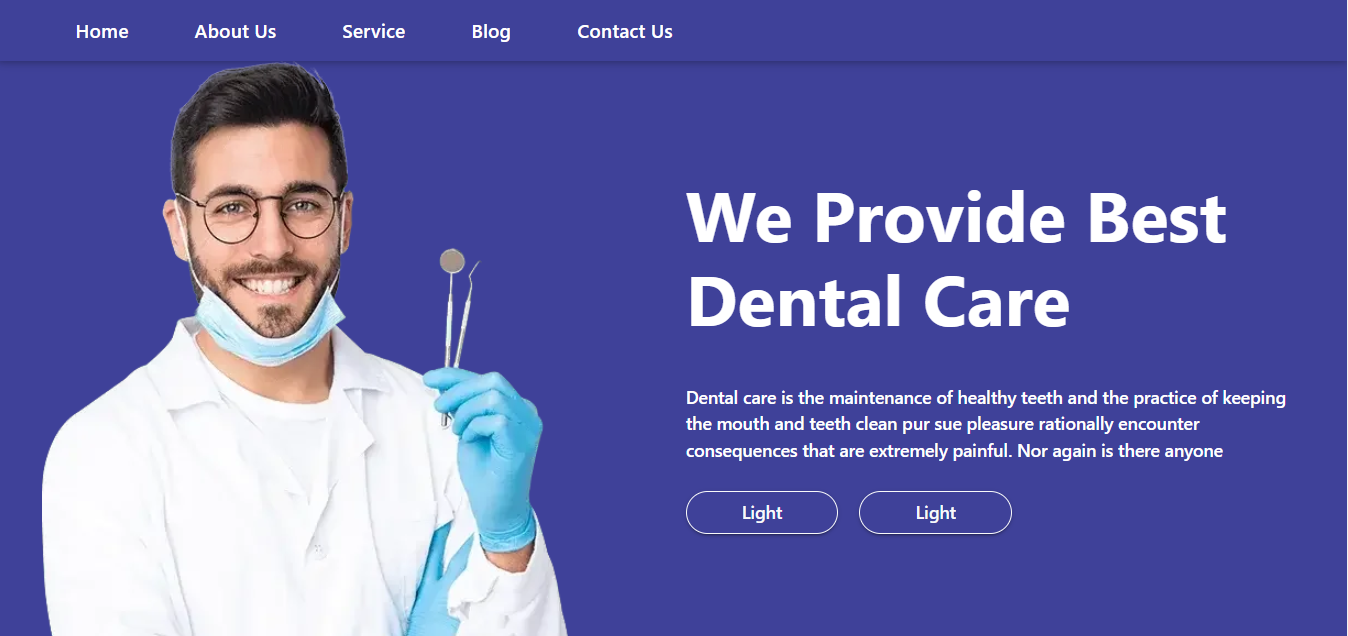 Home About Us Service Blog Contact Us
We Provide Best
Dental Care
Dental care is the maintenance of healthy teeth and the practice of keeping
the mouth and teeth clean pur sue pleasure rationally encounter
consequences that are extremely painful. Nor again is there anyone
Light Light